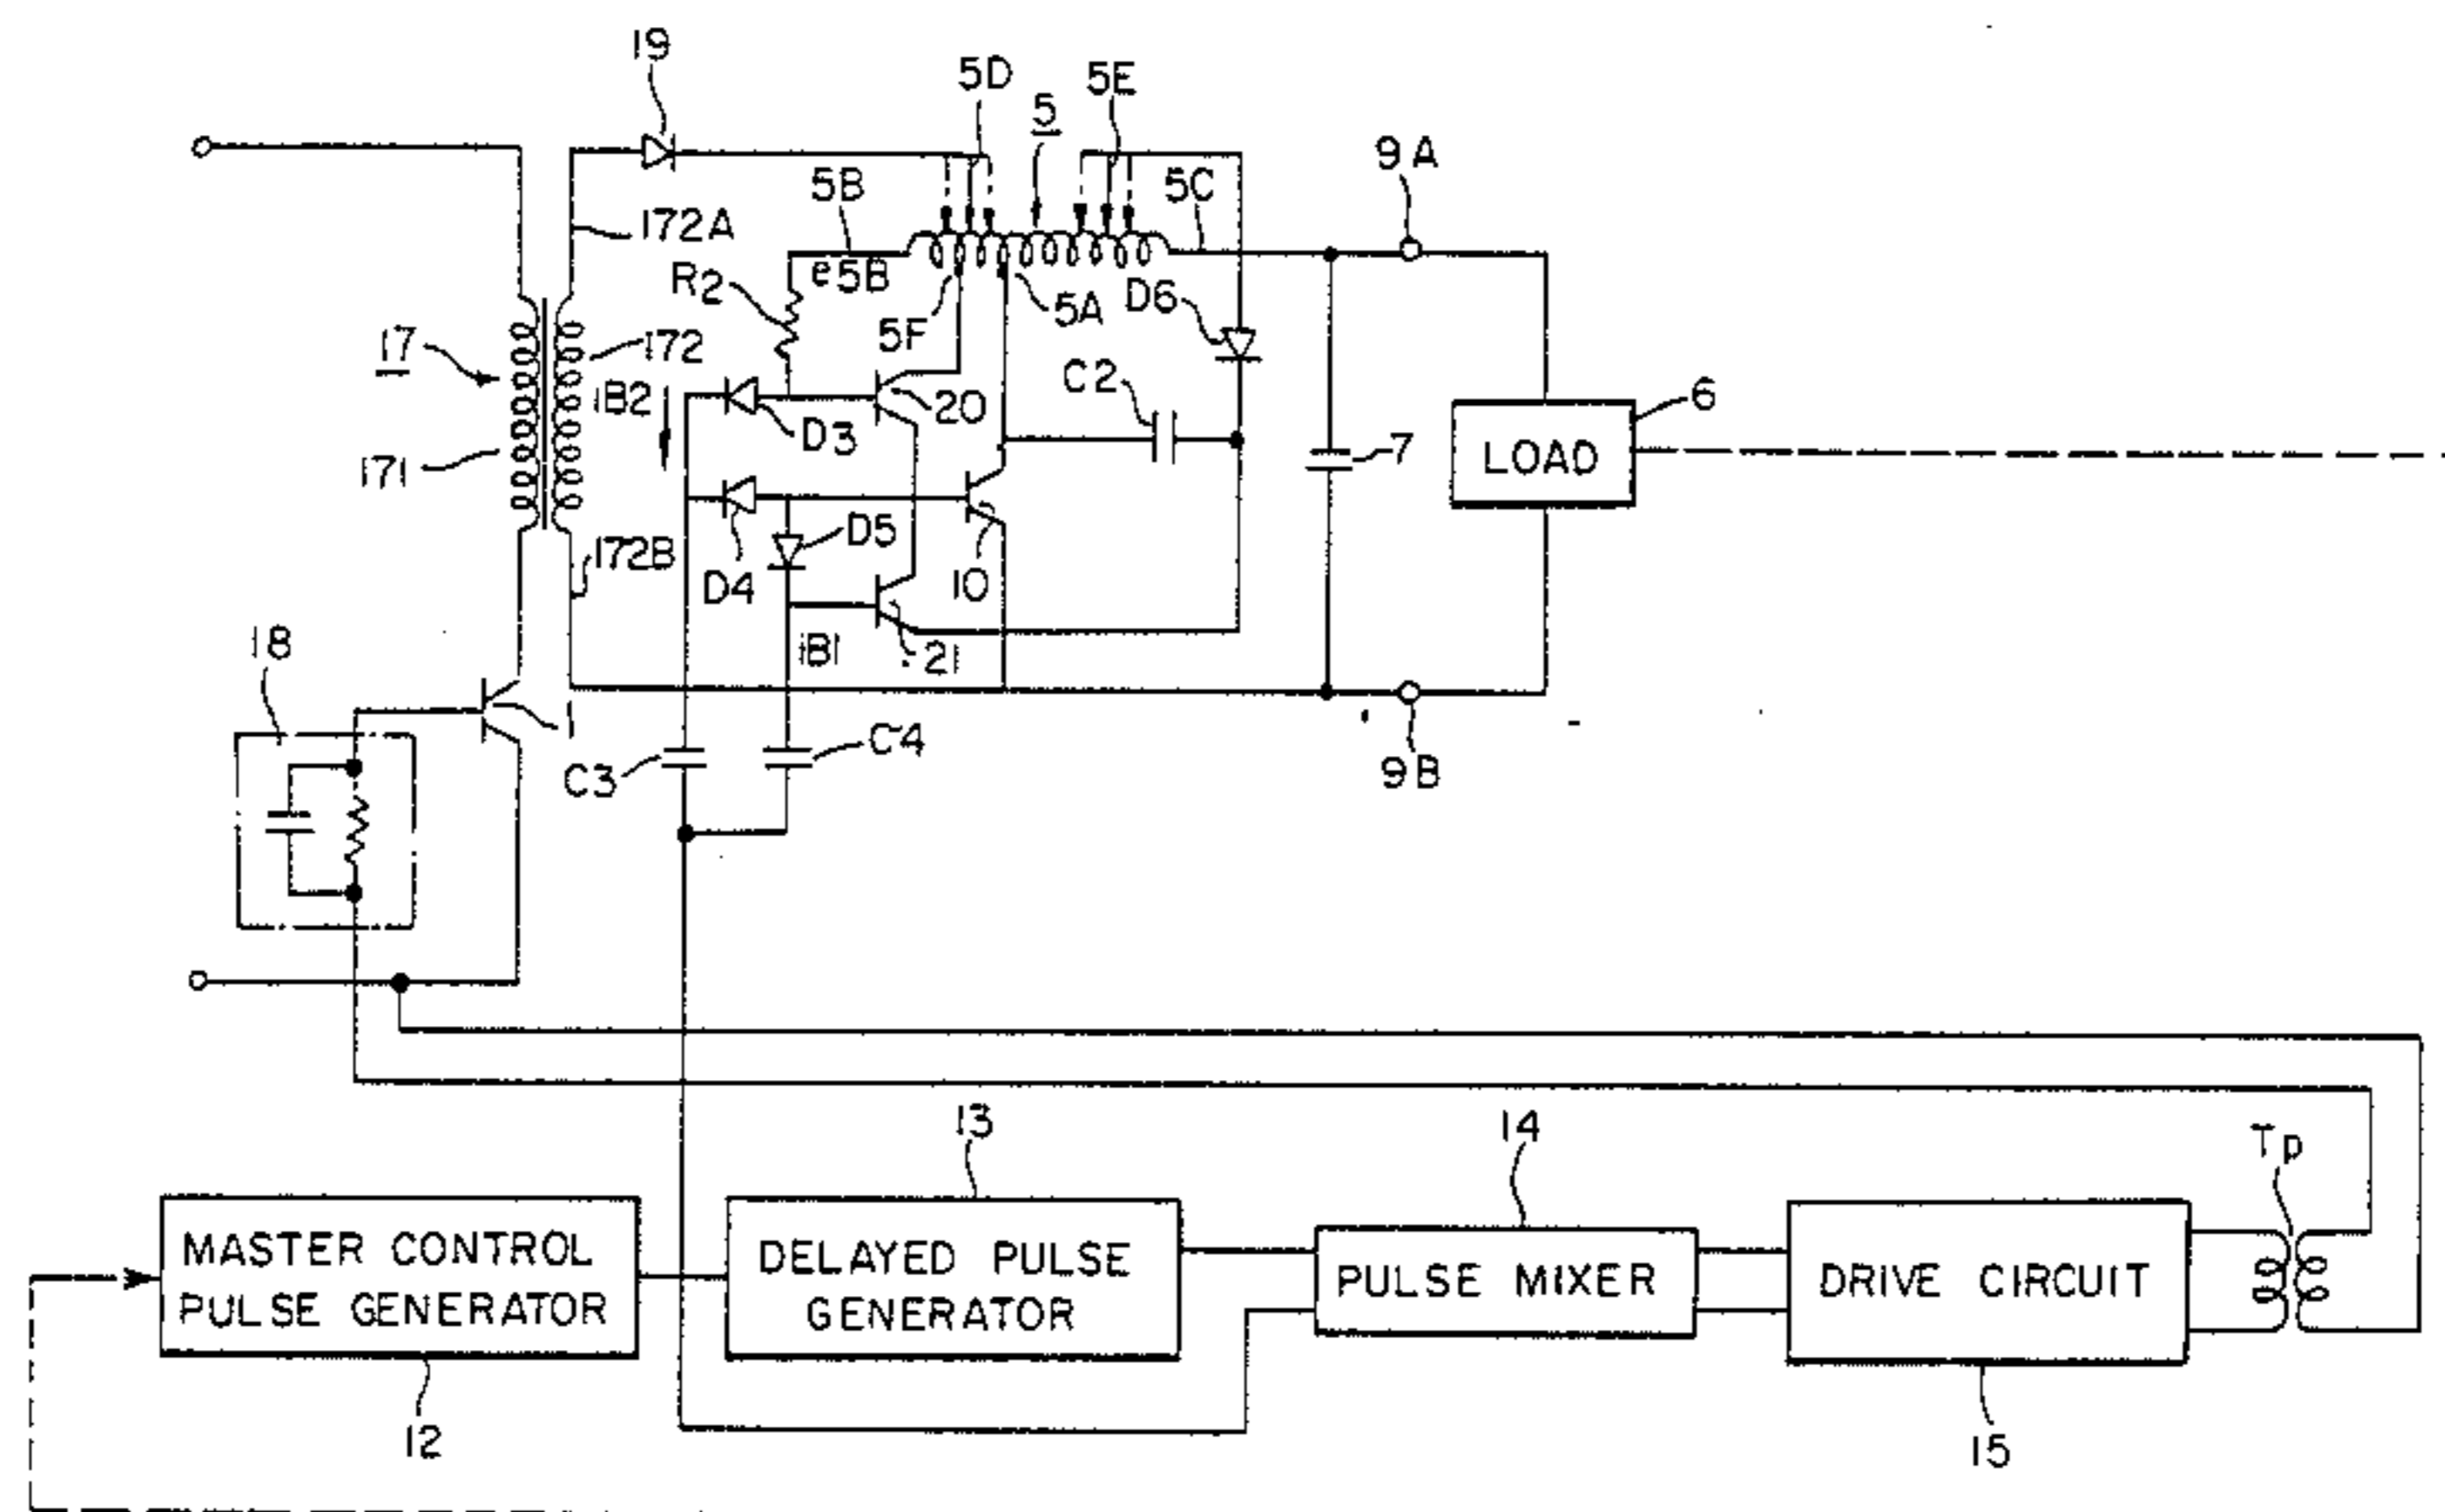 19
5D
5
5E
9A
5B
5C
172A
e5B
R2
5F
5A
D6
17
172
IB2
20
C2
6
D3
LOAD
7
171
D5
172B
D4
10
18
IB1
21
1
C3
C4
9B
13
14
Tp
MASTER CONTROL
PULSE GENERATOR
DELAYED PULSE
GENERATOR
PULSE MIXER
DRIVE CIRCUIT
12
15